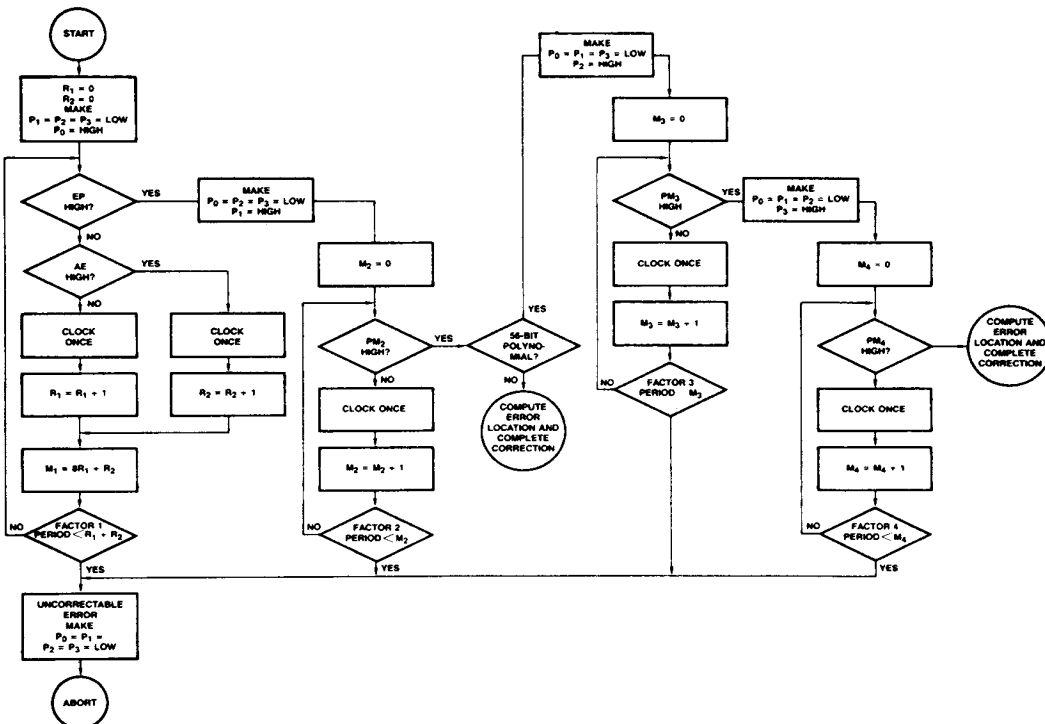 START
R1 = 0
R2 = 0
MAKE
P1 = P2 = P3 = LOW
P0 = HIGH
EP
HIGH?
YES
NO
AE
HIGH?
YES
NO
CLOCK
ONCE
CLOCK
ONCE
R1 = R1 + 1
R2 = R2 + 1
M1 = 8R1 + R2
FACTOR 1
PERIOD < R1 + R2
NO
YES
UNCORRECTABLE
ERROR
MAKE
P0 = P1 =
P2 = P3 = LOW
ABORT
MAKE
P0 = P2 = P3 = LOW
P1 = HIGH
M2 = 0
PM2
HIGH?
YES
NO
CLOCK ONCE
M2 = M2 + 1
FACTOR 2
PERIOD < M2
NO
YES
56-BIT
POLYNO-
MIAL?
YES
NO
COMPUTE
ERROR
LOCATION AND
COMPLETE
CORRECTION
MAKE
P0 = P1 = P3 = LOW
P2 = HIGH
M3 = 0
PM3
HIGH
YES
NO
CLOCK ONCE
M3 = M3 + 1
FACTOR 3
PERIOD M3
NO
MAKE
P0 = P1 = P2 = LOW
P3 = HIGH
M4 = 0
PM4
HIGH?
NO
CLOCK ONCE
M4 = M4 + 1
FACTOR 4
PERIOD < M4
NO
YES
COMPUTE
ERROR
LOCATION AND
COMPLETE
CORRECTION